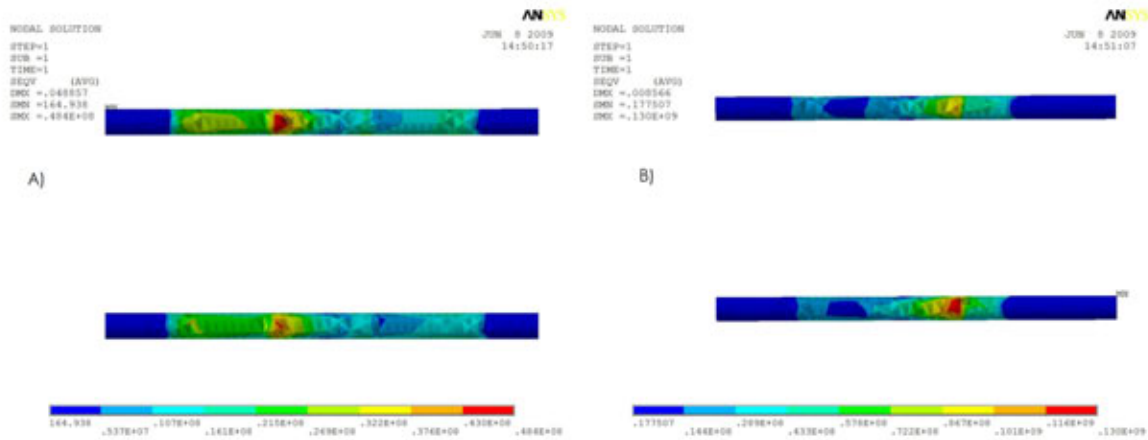 ANSYS
NODAL SOLUTION
JUN 8 2009
14:50:17
STEP=1
SUB =1
TIME=1
SEQV (AVG)
DMX =.048857
SMN =164.938
SMX =.484E+08
MN
A)
164.938 .107E+08 .215E+08 .322E+08 .430E+08
.537E+07 .161E+08 .269E+08 .376E+08 .484E+08
ANSYS
NODAL SOLUTION
JUN 8 2009
14:51:07
STEP=1
SUB =1
TIME=1
SEQV (AVG)
DMX =.008566
SMN =.177507
SMX =.130E+09
B)
MN
.177507 .289E+08 .578E+08 .867E+08 .116E+09
.144E+08 .433E+08 .722E+08 .101E+09 .130E+09